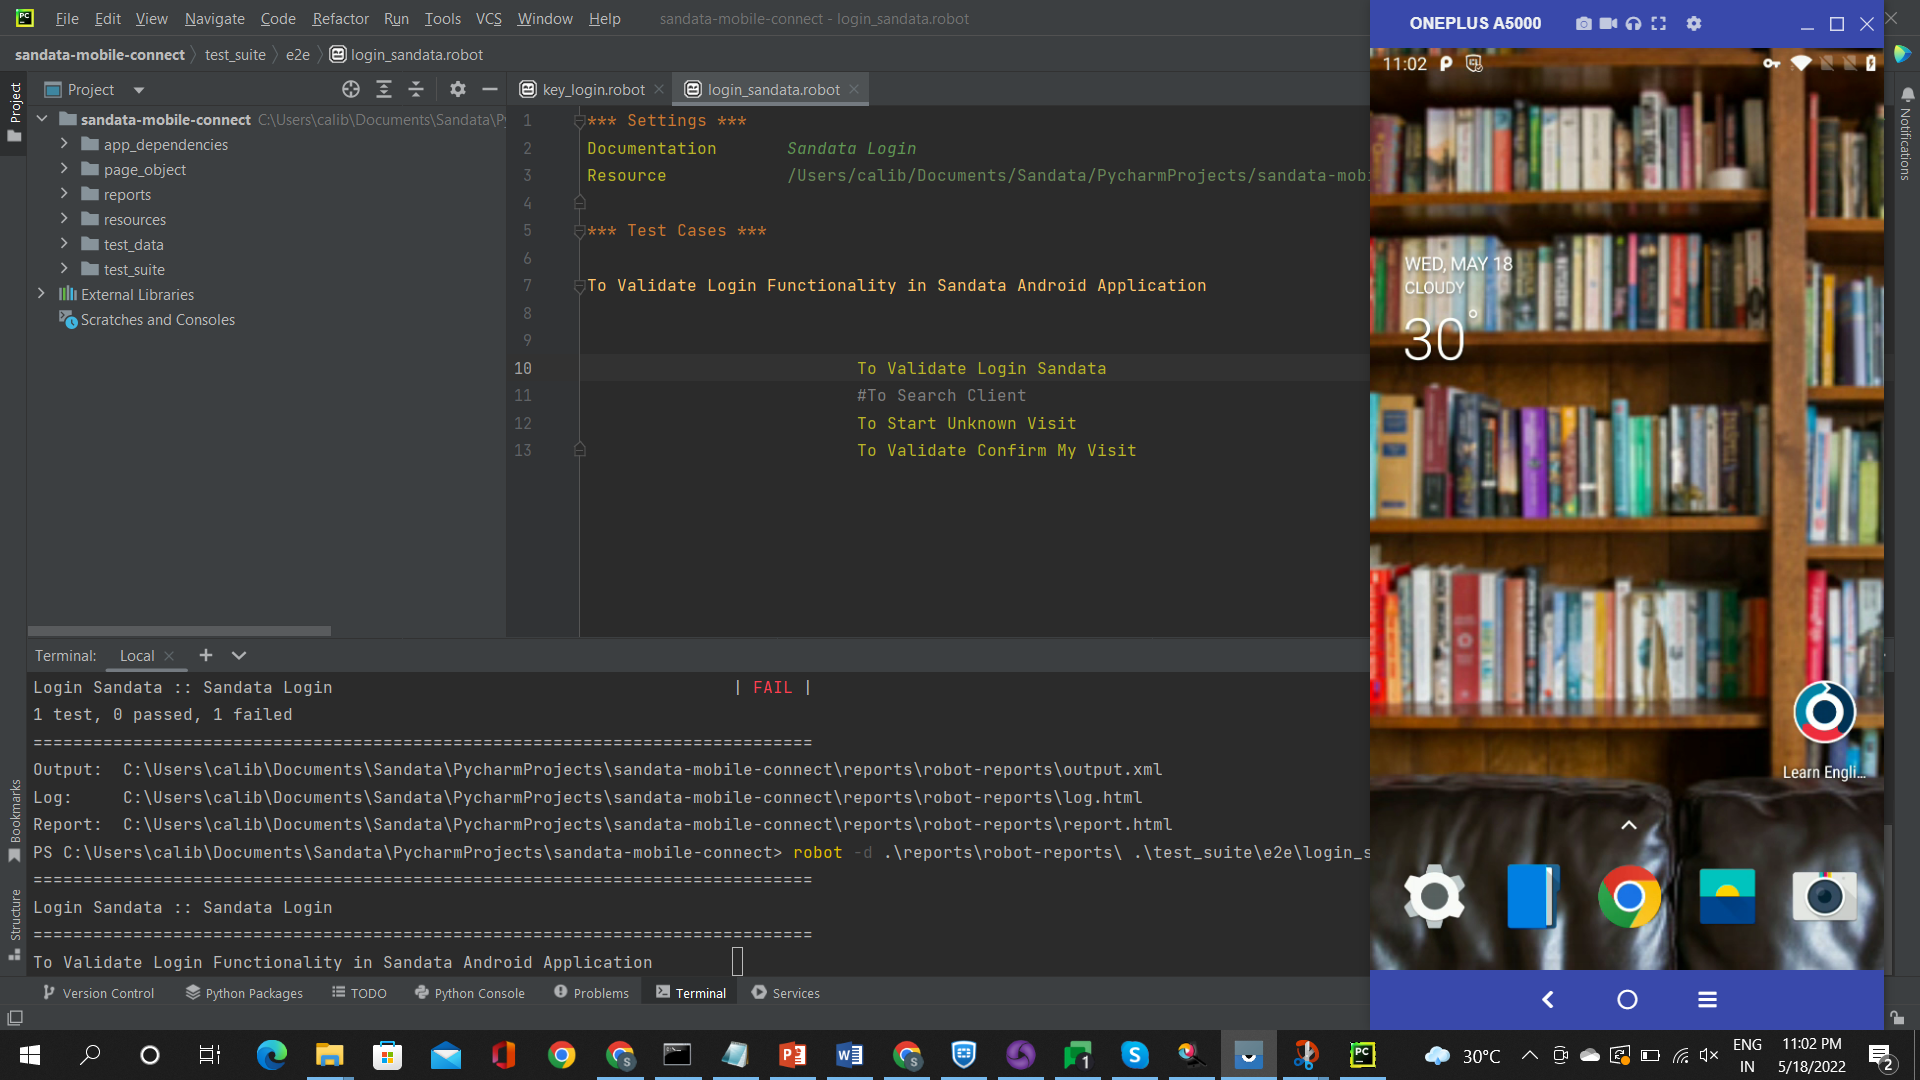 File Edit View Navigate Code Refactor Run Tools VCS Window Help sandata-mobile-connect - login_sandata.robot
sandata-mobile-connect test_suite e2e login_sandata.robot
Project
Project
key_login.robot
login_sandata.robot
sandata-mobile-connect C:\Users\calib\Documents\Sandata\Py
app_dependencies
page_object
reports
resources
test_data
test_suite
External Libraries
Scratches and Consoles
1 *** Settings ***
2 Documentation Sandata Login
3 Resource /Users/calib/Documents/Sandata/PycharmProjects/sandata-mobi
4
5 *** Test Cases ***
6
7 To Validate Login Functionality in Sandata Android Application
8
9
10 To Validate Login Sandata
11 #To Search Client
12 To Start Unknown Visit
13 To Validate Confirm My Visit
Terminal: Local
Login Sandata :: Sandata Login | FAIL |
1 test, 0 passed, 1 failed
==============================================================================
Output: C:\Users\calib\Documents\Sandata\PycharmProjects\sandata-mobile-connect\reports\robot-reports\output.xml
Log: C:\Users\calib\Documents\Sandata\PycharmProjects\sandata-mobile-connect\reports\robot-reports\log.html
Report: C:\Users\calib\Documents\Sandata\PycharmProjects\sandata-mobile-connect\reports\robot-reports\report.html
PS C:\Users\calib\Documents\Sandata\PycharmProjects\sandata-mobile-connect> robot -d .\reports\robot-reports\ .\test_suite\e2e\login_s
==============================================================================
Login Sandata :: Sandata Login
==============================================================================
To Validate Login Functionality in Sandata Android Application
Bookmarks
Structure
Version Control Python Packages TODO Python Console Problems Terminal Services
ONEPLUS A5000
11:02
WED, MAY 18
CLOUDY
30°
Learn Engli...
Notifications
30°C
ENG
IN
11:02 PM
5/18/2022
2